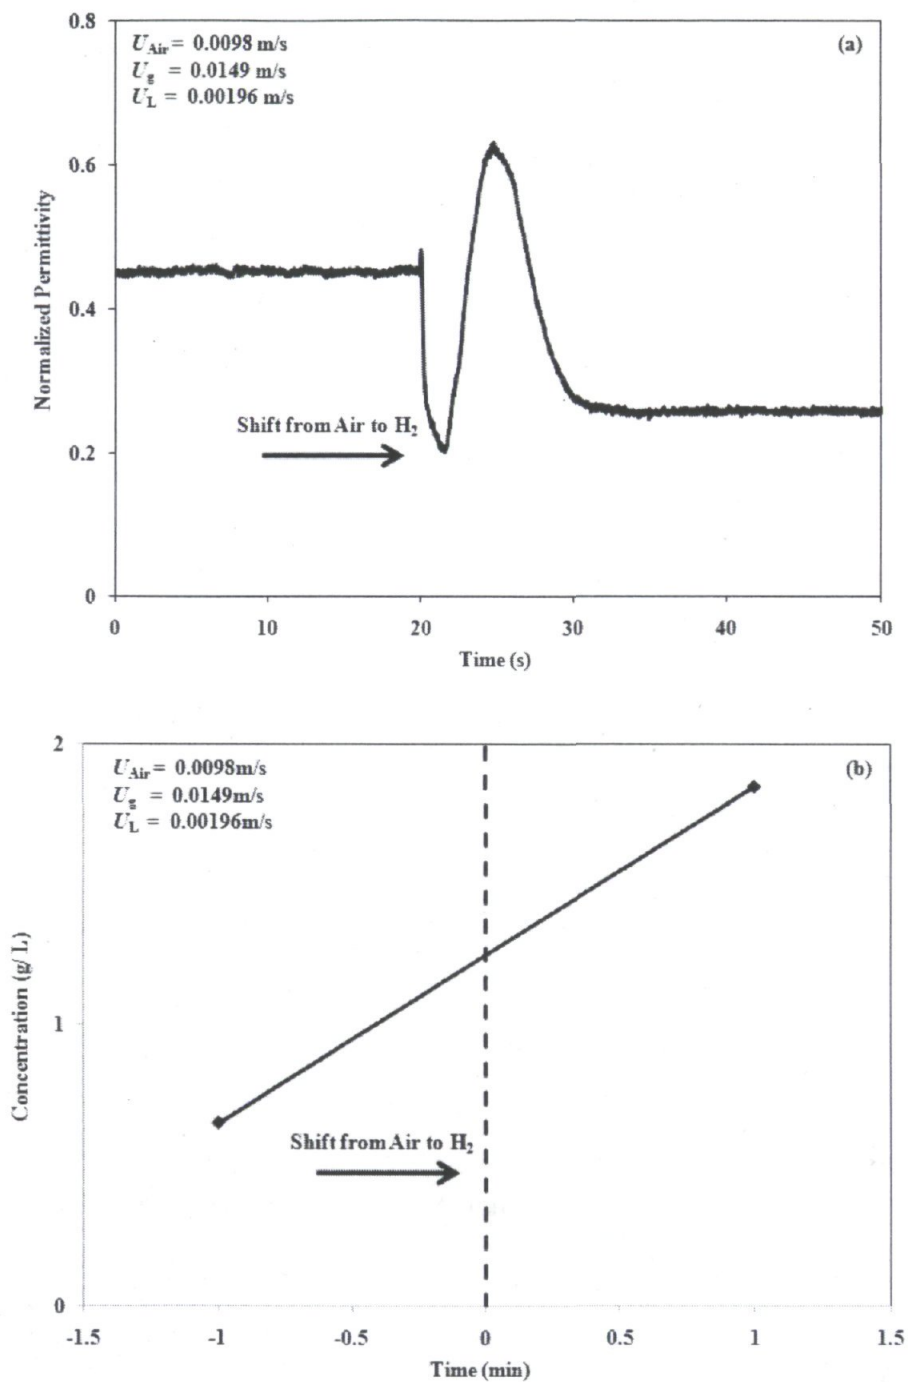 0.8
U_Air = 0.0098 m/s
(a)
U_g = 0.0149 m/s
U_L = 0.00196 m/s
0.6
Normalized Permittivity
0.4
Shift from Air to H₂
0.2
0
0 10 20 30 40 50
Time (s)
2
U_Air = 0.0098m/s
(b)
U_g = 0.0149m/s
U_L = 0.00196m/s
Concentration (g/ L)
1
Shift from Air to H₂
0
-1.5 -1 -0.5 0 0.5 1 1.5
Time (min)